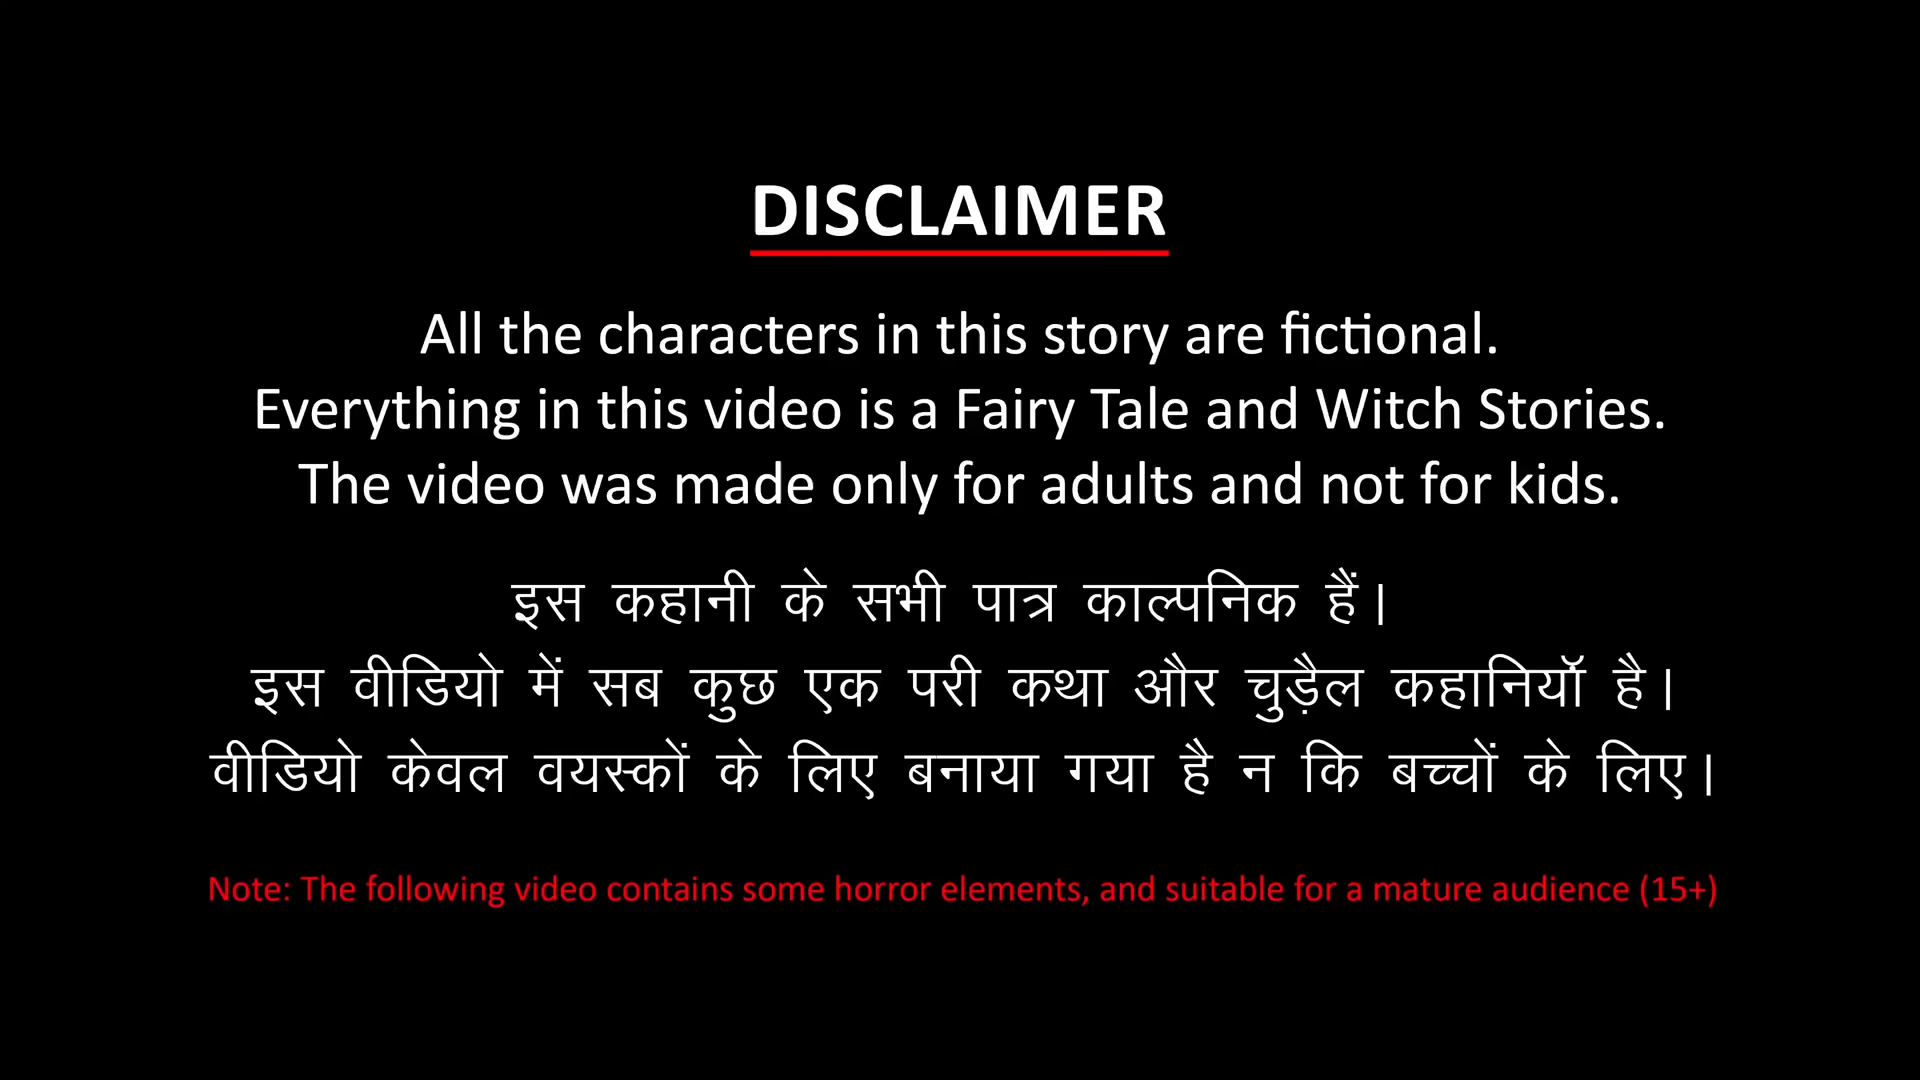 DISCLAIMER
All the characters in this story are fictional.
Everything in this video is a Fairy Tale and Witch Stories.
The video was made only for adults and not for kids.
इस कहानी के सभी पात्र काल्पनिक हैं।
इस वीडियो में सब कुछ एक परी कथा और चुड़ैल कहानियॉ है।
वीडियो केवल वयस्कों के लिए बनाया गया है न कि बच्चों के लिए।
Note: The following video contains some horror elements, and suitable for a mature audience (15+)